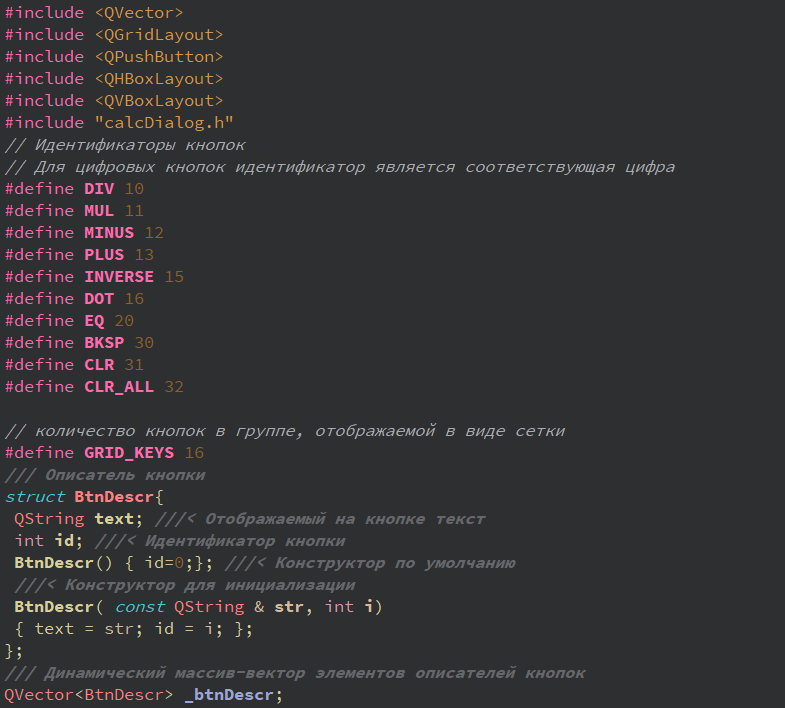 #include <QVector>
#include <QGridLayout>
#include <QPushButton>
#include <QHBoxLayout>
#include <QVBoxLayout>
#include "calcDialog.h"
// Идентификаторы кнопок
// Для цифровых кнопок идентификатор является соответствующая цифра
#define DIV 10
#define MUL 11
#define MINUS 12
#define PLUS 13
#define INVERSE 15
#define DOT 16
#define EQ 20
#define BKSP 30
#define CLR 31
#define CLR_ALL 32

// количество кнопок в группе, отображаемой в виде сетки
#define GRID_KEYS 16
/// Описатель кнопки
struct BtnDescr{
 QString text; ///< Отображаемый на кнопке текст
 int id; ///< Идентификатор кнопки
 BtnDescr() { id=0;}; ///< Конструктор по умолчанию
 ///< Конструктор для инициализации
 BtnDescr( const QString & str, int i)
 { text = str; id = i; };
};
/// Динамический массив-вектор элементов описателей кнопок
QVector<BtnDescr> _btnDescr;